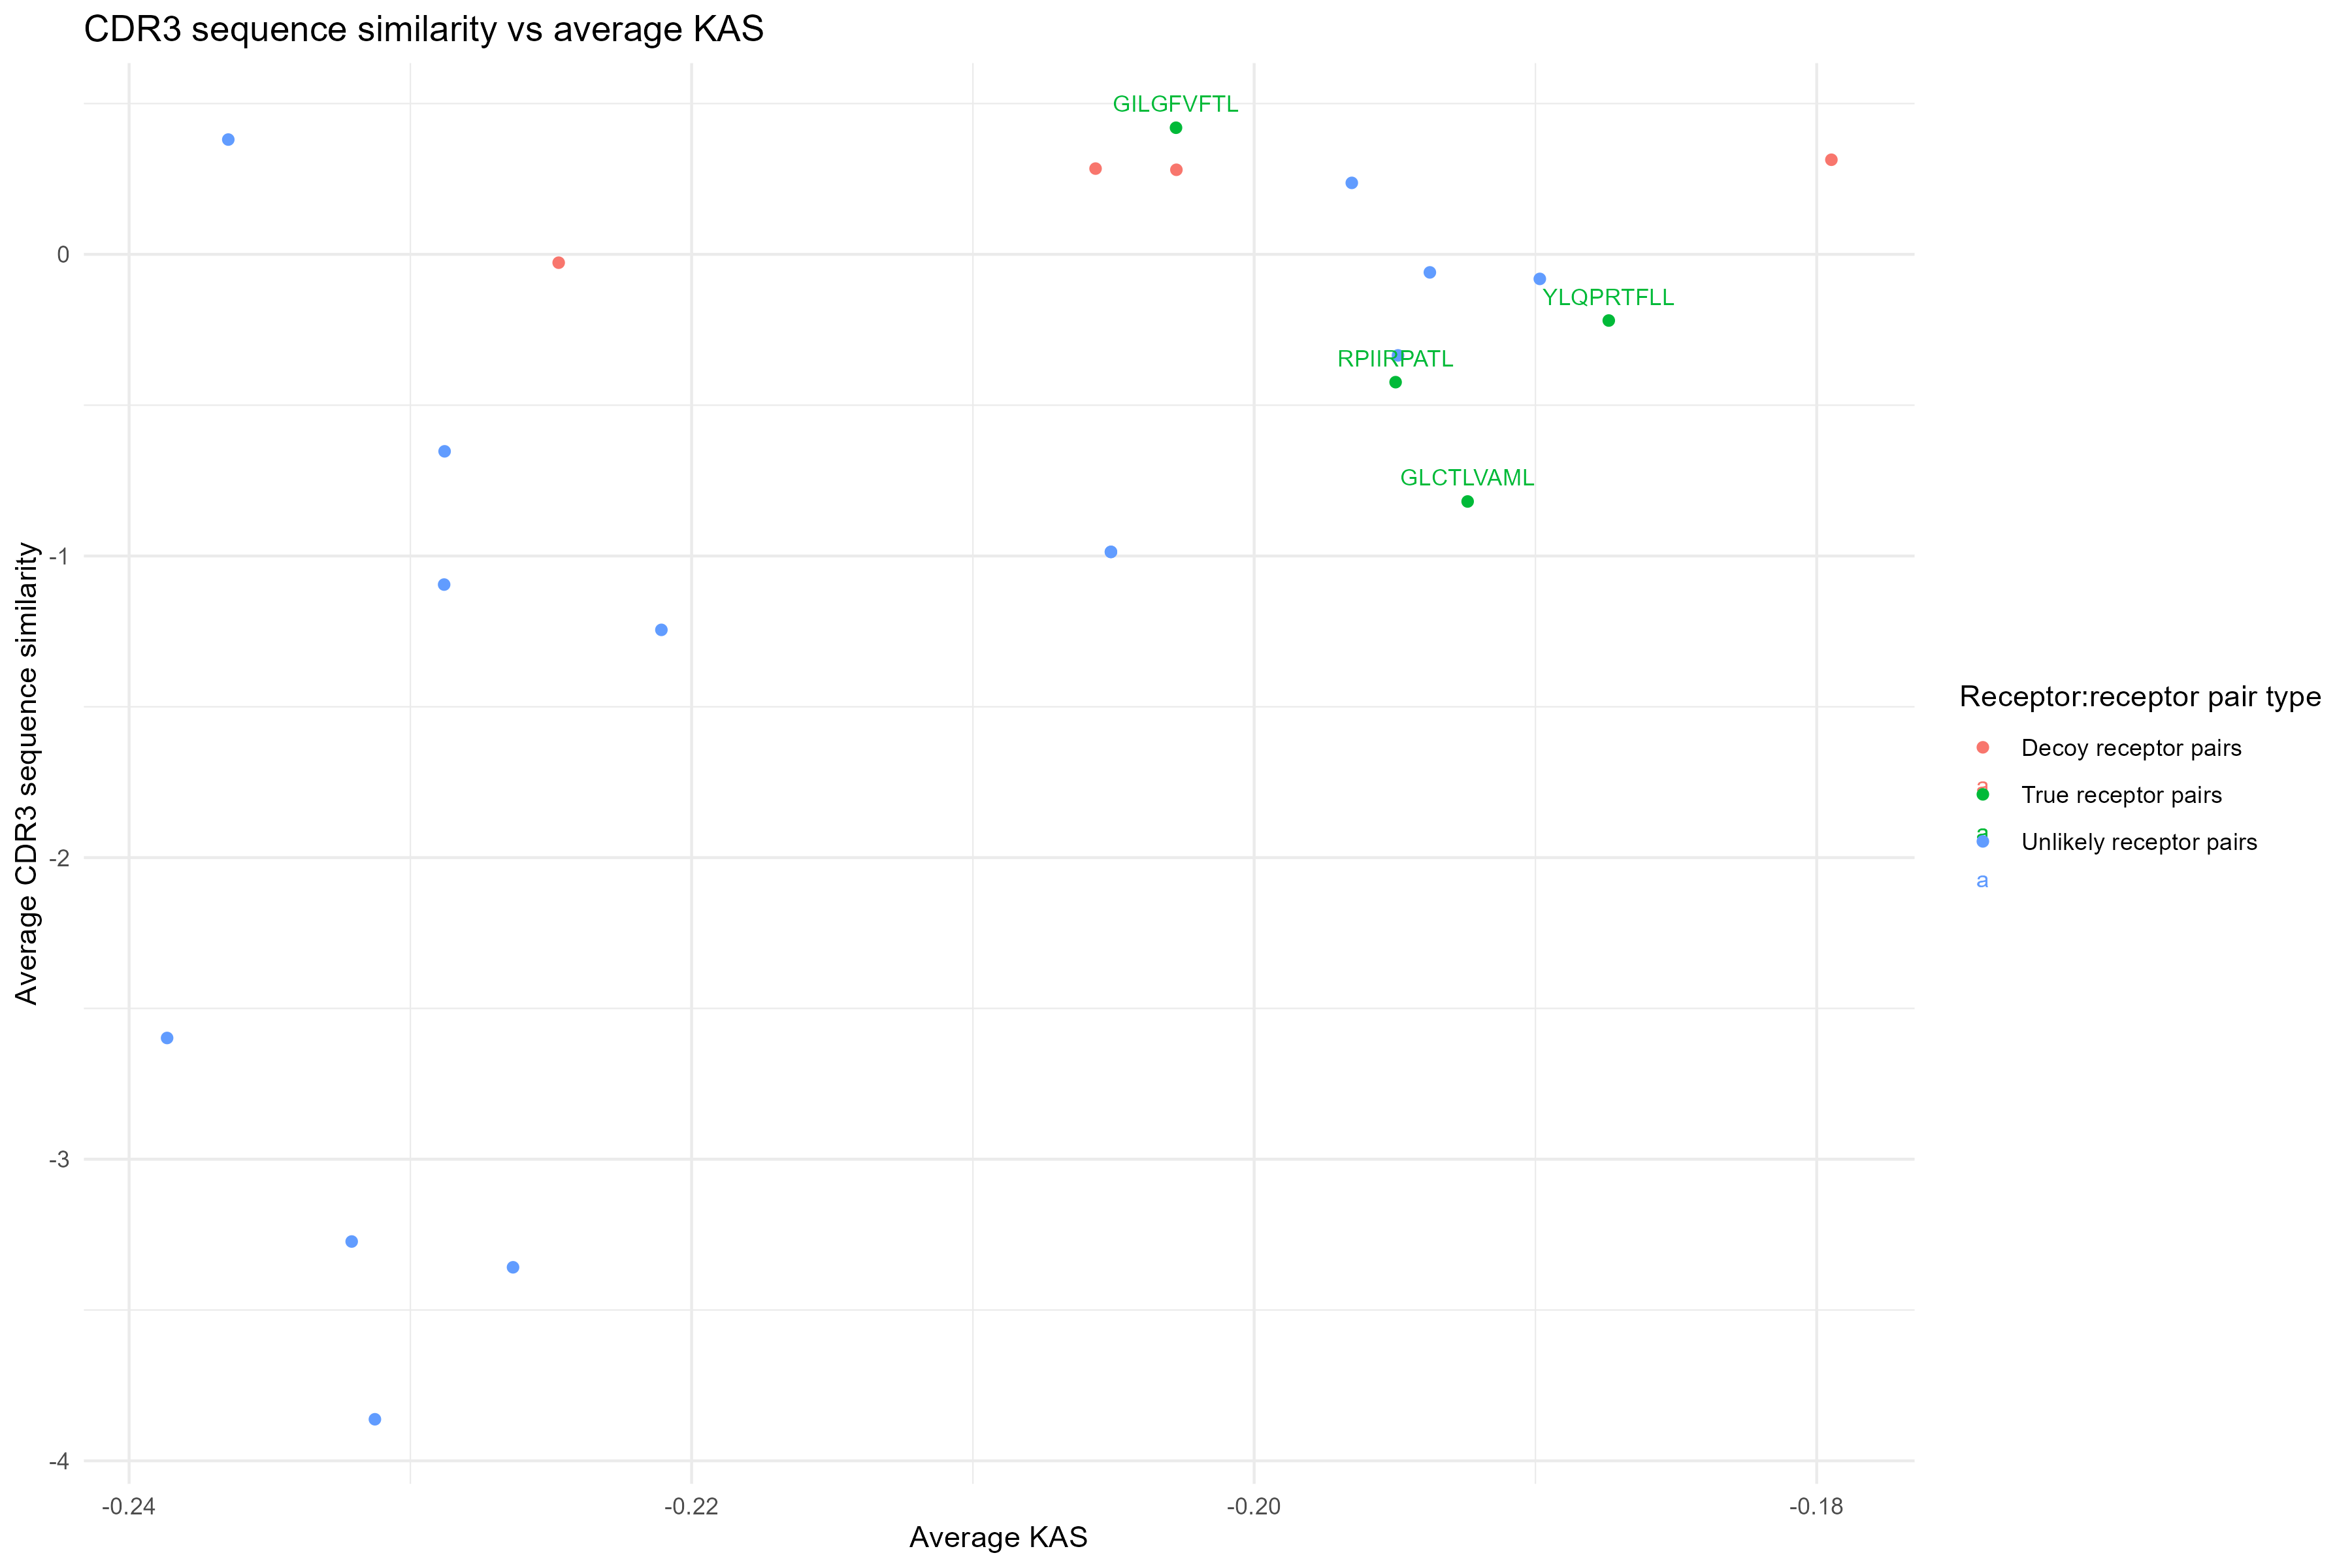 CDR3 sequence similarity vs average KAS
GILGFVFTL
YLQPRTFLL
RPIIRPATL
GLCTLVAML
0
-1
-2
-3
-4
Average CDR3 sequence similarity
-0.24
-0.22
-0.20
-0.18
Average KAS
Receptor:receptor pair type
Decoy receptor pairs
a
True receptor pairs
a
Unlikely receptor pairs
a